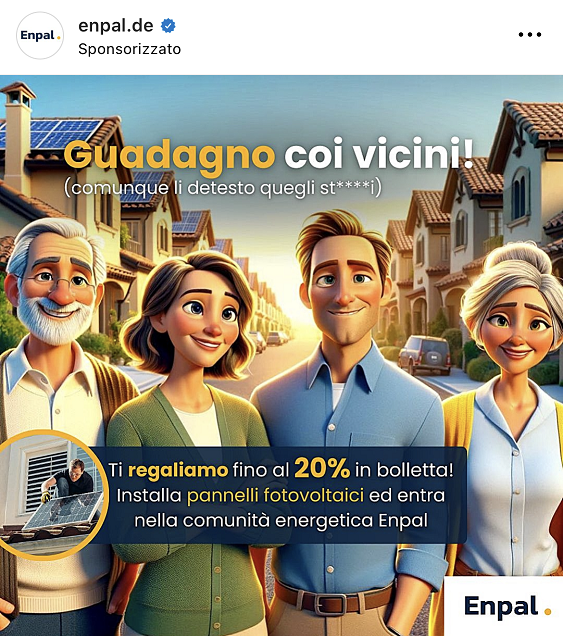 Enpal.
enpal.de
Sponsorizzato
Guadagno coi vicini!
(comunque li detesto quegli st****i)
Ti regaliamo fino al 20% in bolletta!
Installa pannelli fotovoltaici ed entra
nella comunità energetica Enpal
Enpal.